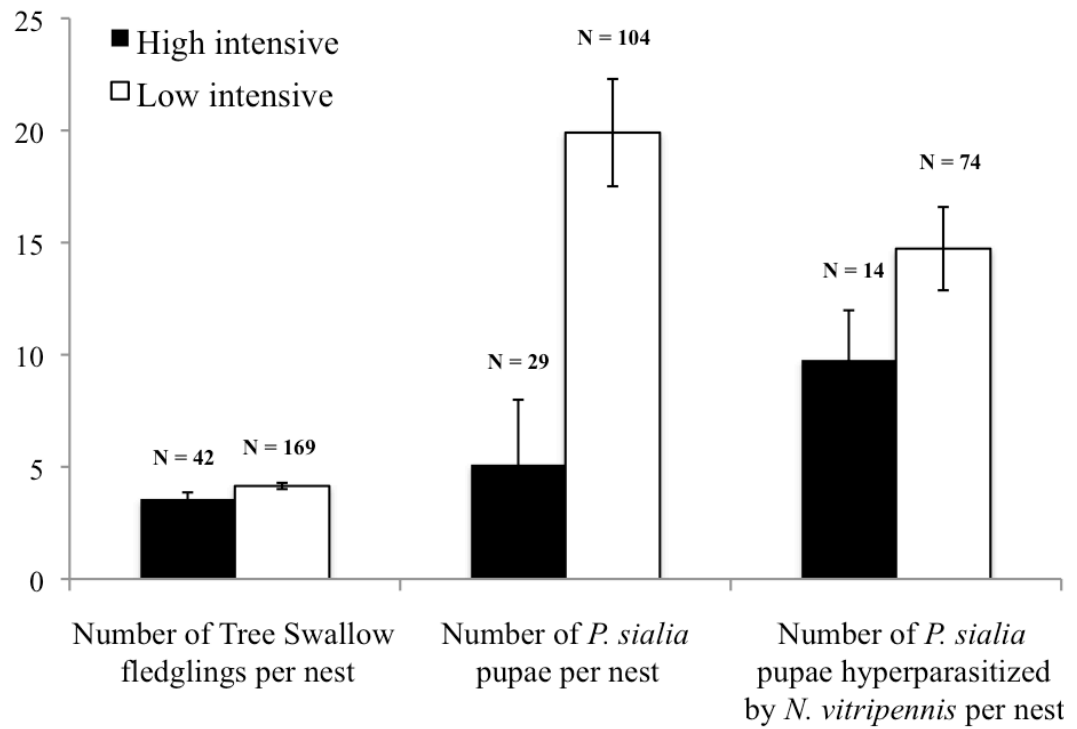 25
20
15
10
5
0
High intensive
Low intensive
N = 42
N = 169
N = 29
N = 104
N = 14
N = 74
Number of Tree Swallow
fledglings per nest
Number of P. sialia
pupae per nest
Number of P. sialia
pupae hyperparasitized
by N. vitripennis per nest